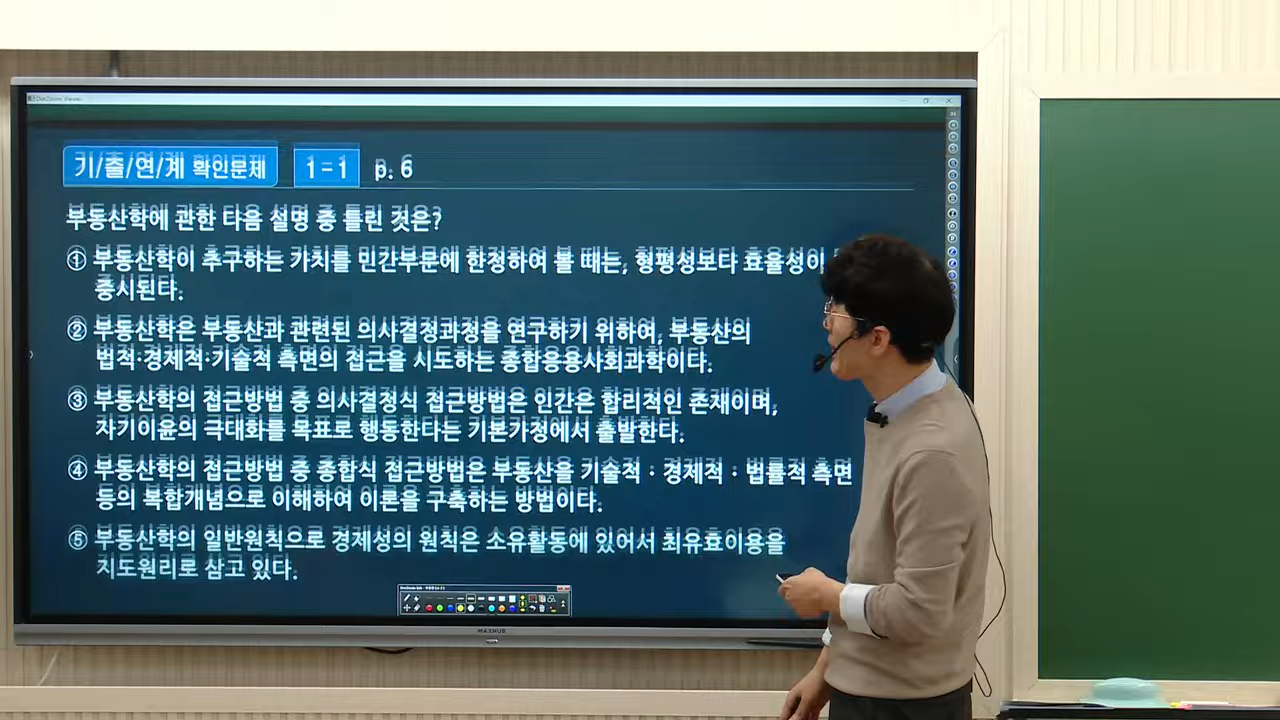 기/출/연/계 확인문제 1-1 p. 6
부동산학에 관한 다음 설명 중 틀린 것은?
① 부동산학이 추구하는 가치를 민간부문에 한정하여 볼 때는, 형평성보다 효율성이
중시된다.
② 부동산학은 부동산과 관련된 의사결정과정을 연구하기 위하여, 부동산의
법적·경제적·기술적 측면의 접근을 시도하는 종합응용사회과학이다.
③ 부동산학의 접근방법 중 의사결정식 접근방법은 인간은 합리적인 존재이며,
자기이윤의 극대화를 목표로 행동한다는 기본가정에서 출발한다.
④ 부동산학의 접근방법 중 종합식 접근방법은 부동산을 기술적 · 경제적 · 법률적 측면
등의 복합개념으로 이해하여 이론을 구축하는 방법이다.
⑤ 부동산학의 일반원칙으로 경제성의 원칙은 소유활동에 있어서 최유효이용을
지도원리로 삼고 있다.
MAXHUB